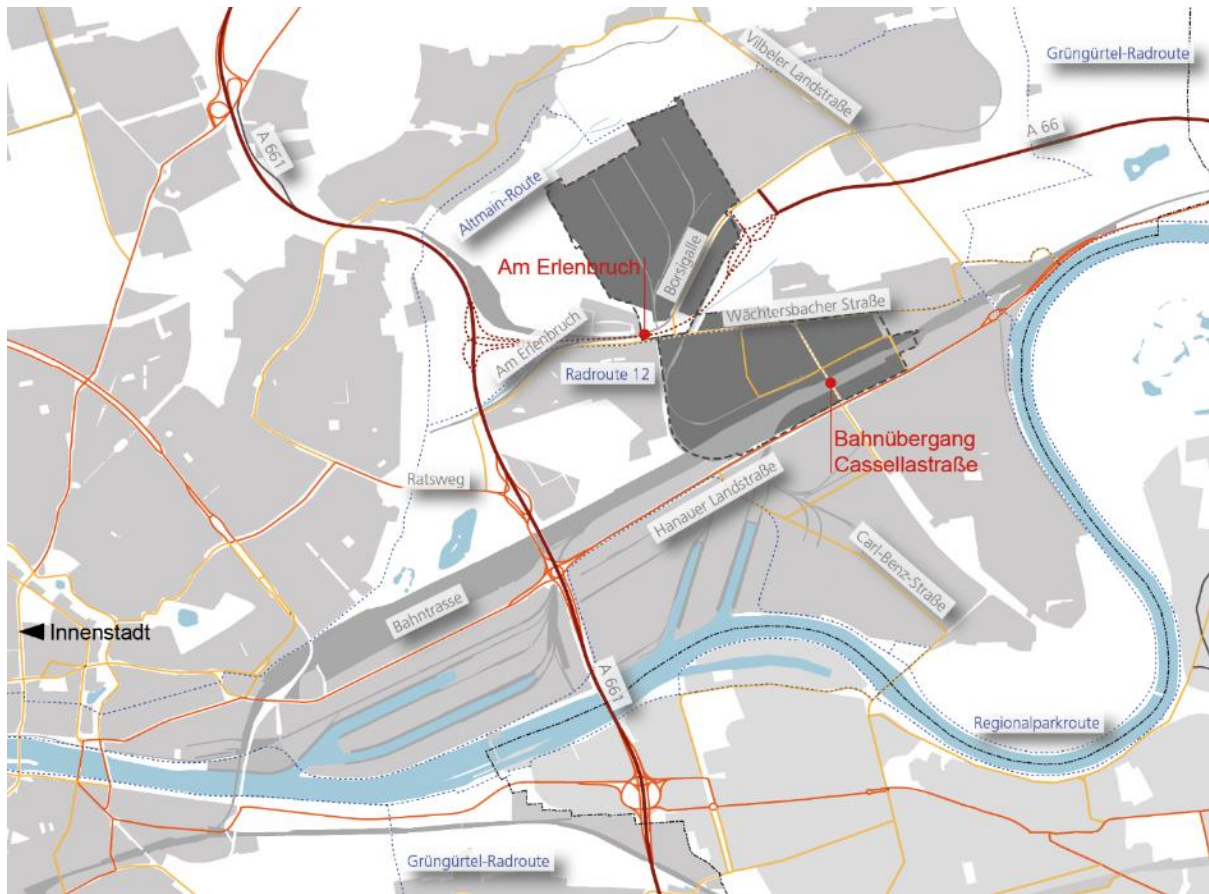 Vilbeler Landstraße
Grüngürtel-Radroute
A 661
A 66
Altmain-Route
Borsigallee
Am Erlenbruch
Wächtersbacher Straße
Am Erlenbruch
Radroute 12
Bahnübergang
Cassellastraße
Ratsweg
Hanauer Landstraße
Carl-Benz-Straße
Bahntrasse
Innenstadt
A 661
Regionalparkroute
Grüngürtel-Radroute